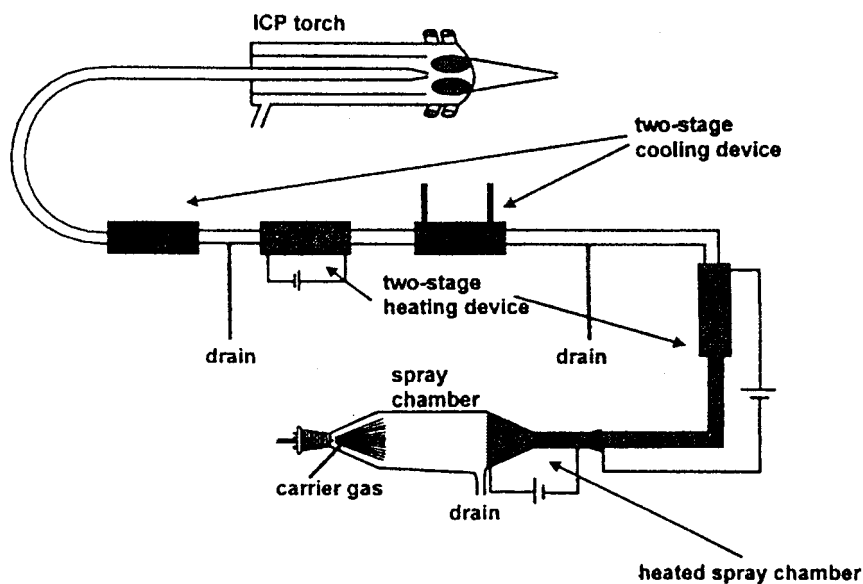 ICP torch
two-stage
cooling device
two-stage
heating device
drain
drain
spray
chamber
carrier gas
drain
heated spray chamber